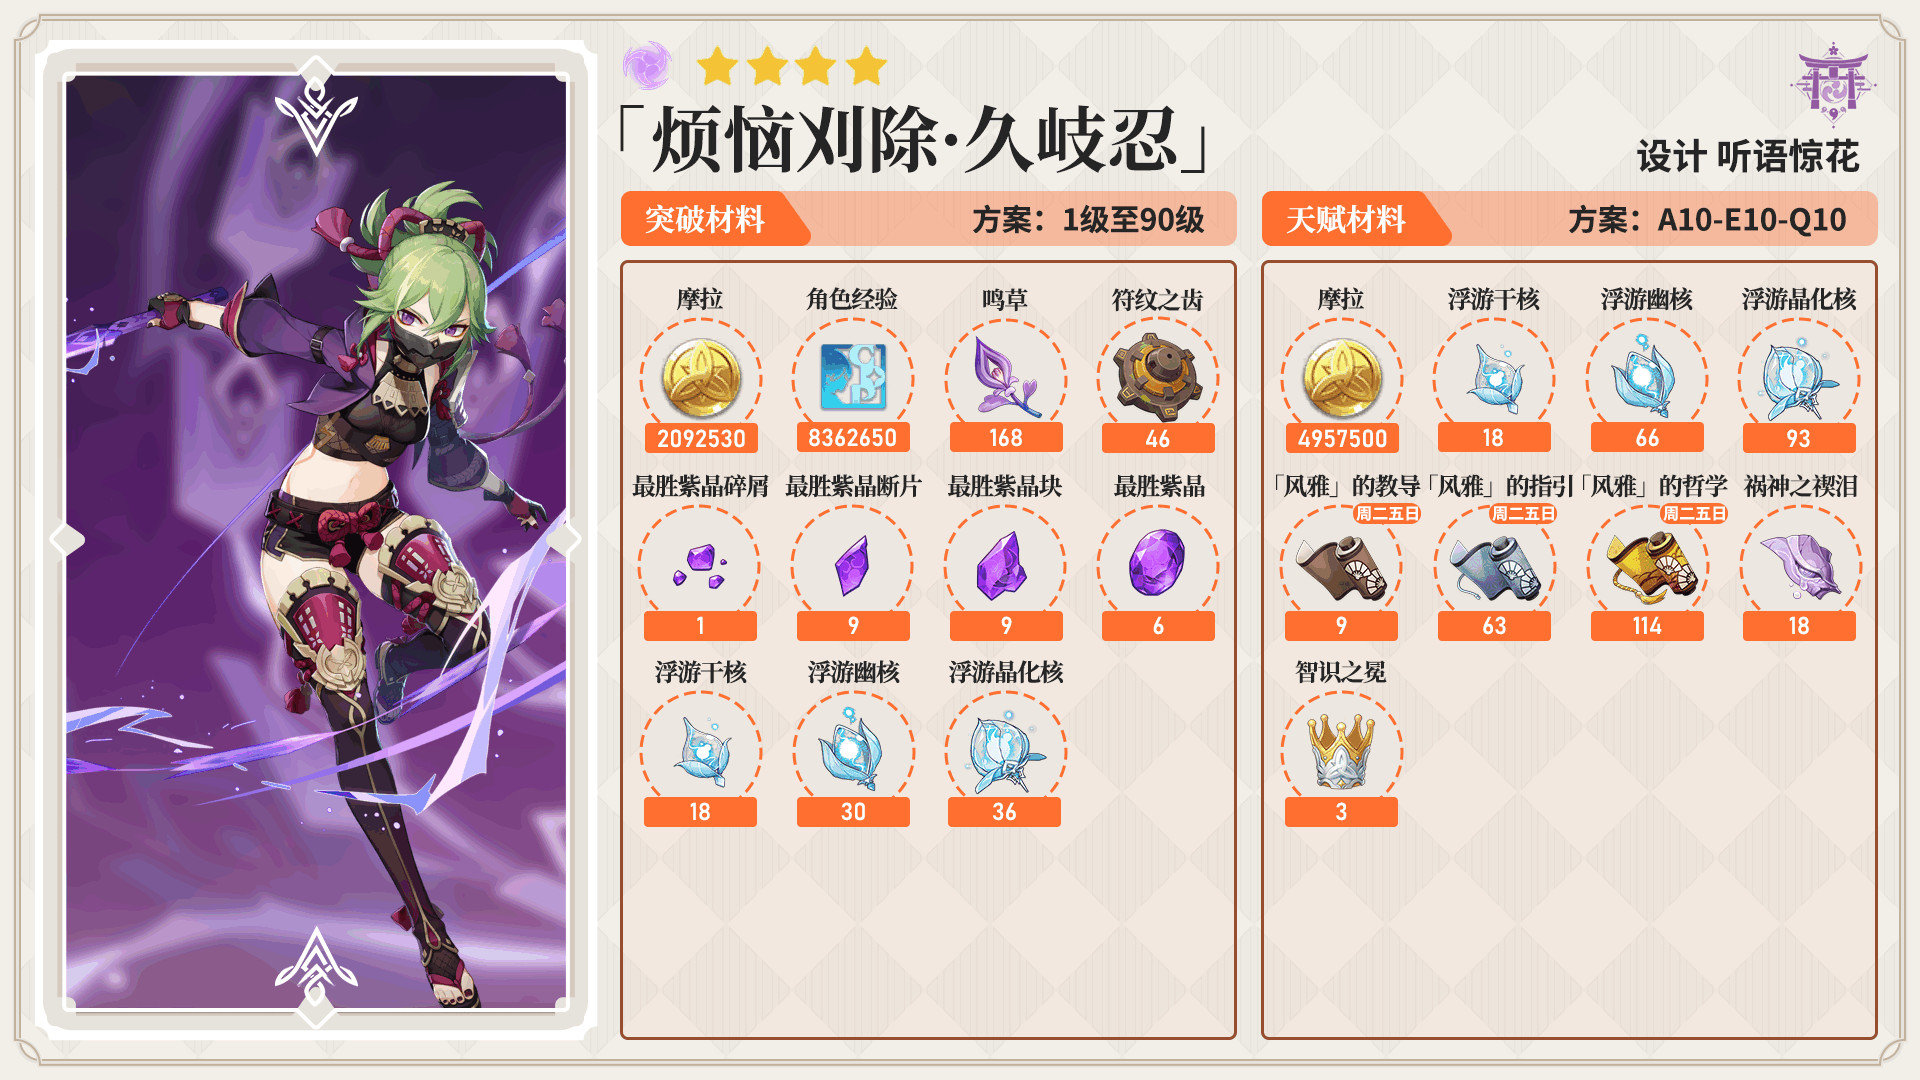 「烦恼刈除·久岐忍」
设计 听语惊花
突破材料
方案：1级至90级
摩拉 角色经验 鸣草 符纹之齿
2092530 8362650 168 46
最胜紫晶碎屑 最胜紫晶断片 最胜紫晶块 最胜紫晶
1 9 9 6
浮游干核 浮游幽核 浮游晶化核
18 30 36
天赋材料
方案：A10-E10-Q10
摩拉 浮游干核 浮游幽核 浮游晶化核
4957500 18 66 93
「风雅」的教导 「风雅」的指引 「风雅」的哲学 祸神之禊泪
周二五日 周二五日 周二五日
9 63 114 18
智识之冕
3